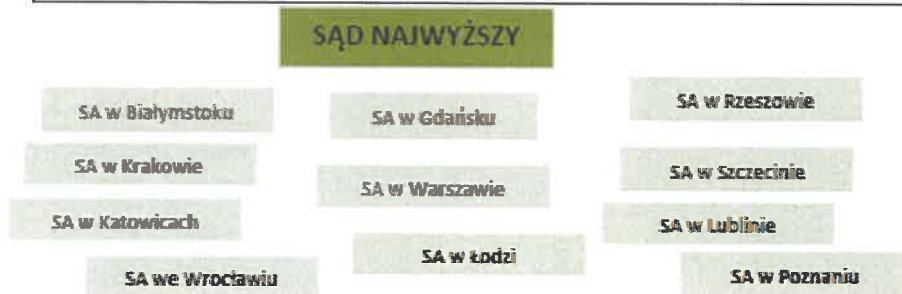 SĄD NAJWYŻSZY
SA w Białymstoku
SA w Gdańsku
SA w Rzeszowie
SA w Krakowie
SA w Warszawie
SA w Szczecinie
SA w Katowicach
SA w Lublinie
SA w Łodzi
SA we Wrocławiu
SA w Poznaniu